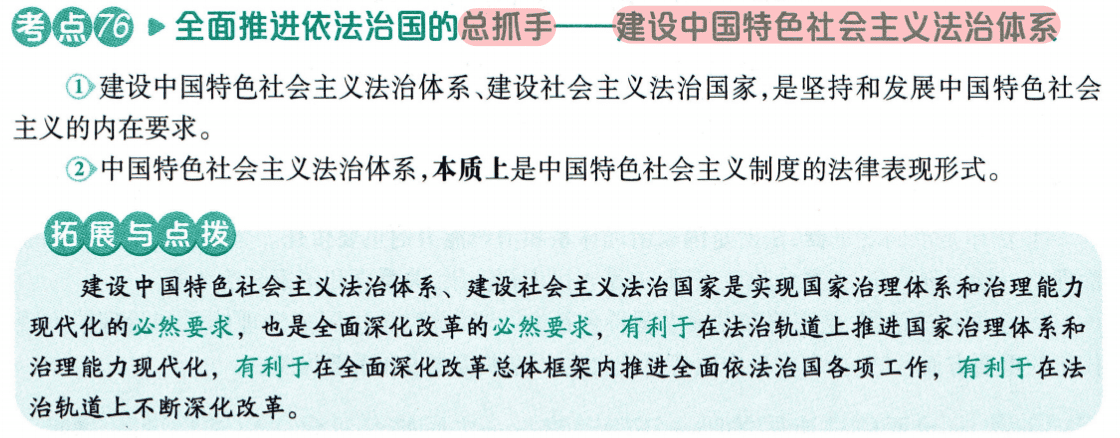 考点76 ▶ 全面推进依法治国的总抓手——建设中国特色社会主义法治体系
①建设中国特色社会主义法治体系、建设社会主义法治国家,是坚持和发展中国特色社会
主义的内在要求。
②中国特色社会主义法治体系,本质上是中国特色社会主义制度的法律表现形式。
拓展与点拨
建设中国特色社会主义法治体系、建设社会主义法治国家是实现国家治理体系和治理能力
现代化的必然要求，也是全面深化改革的必然要求，有利于在法治轨道上推进国家治理体系和
治理能力现代化，有利于在全面深化改革总体框架内推进全面依法治国各项工作，有利于在法
治轨道上不断深化改革。